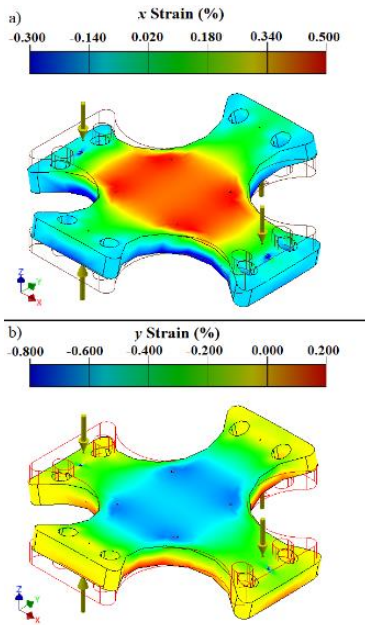 a)
x Strain (%)
-0.300 -0.140 0.020 0.180 0.340 0.500
Z
Y
X
b)
y Strain (%)
-0.800 -0.600 -0.400 -0.200 0.000 0.200
Z
Y
X